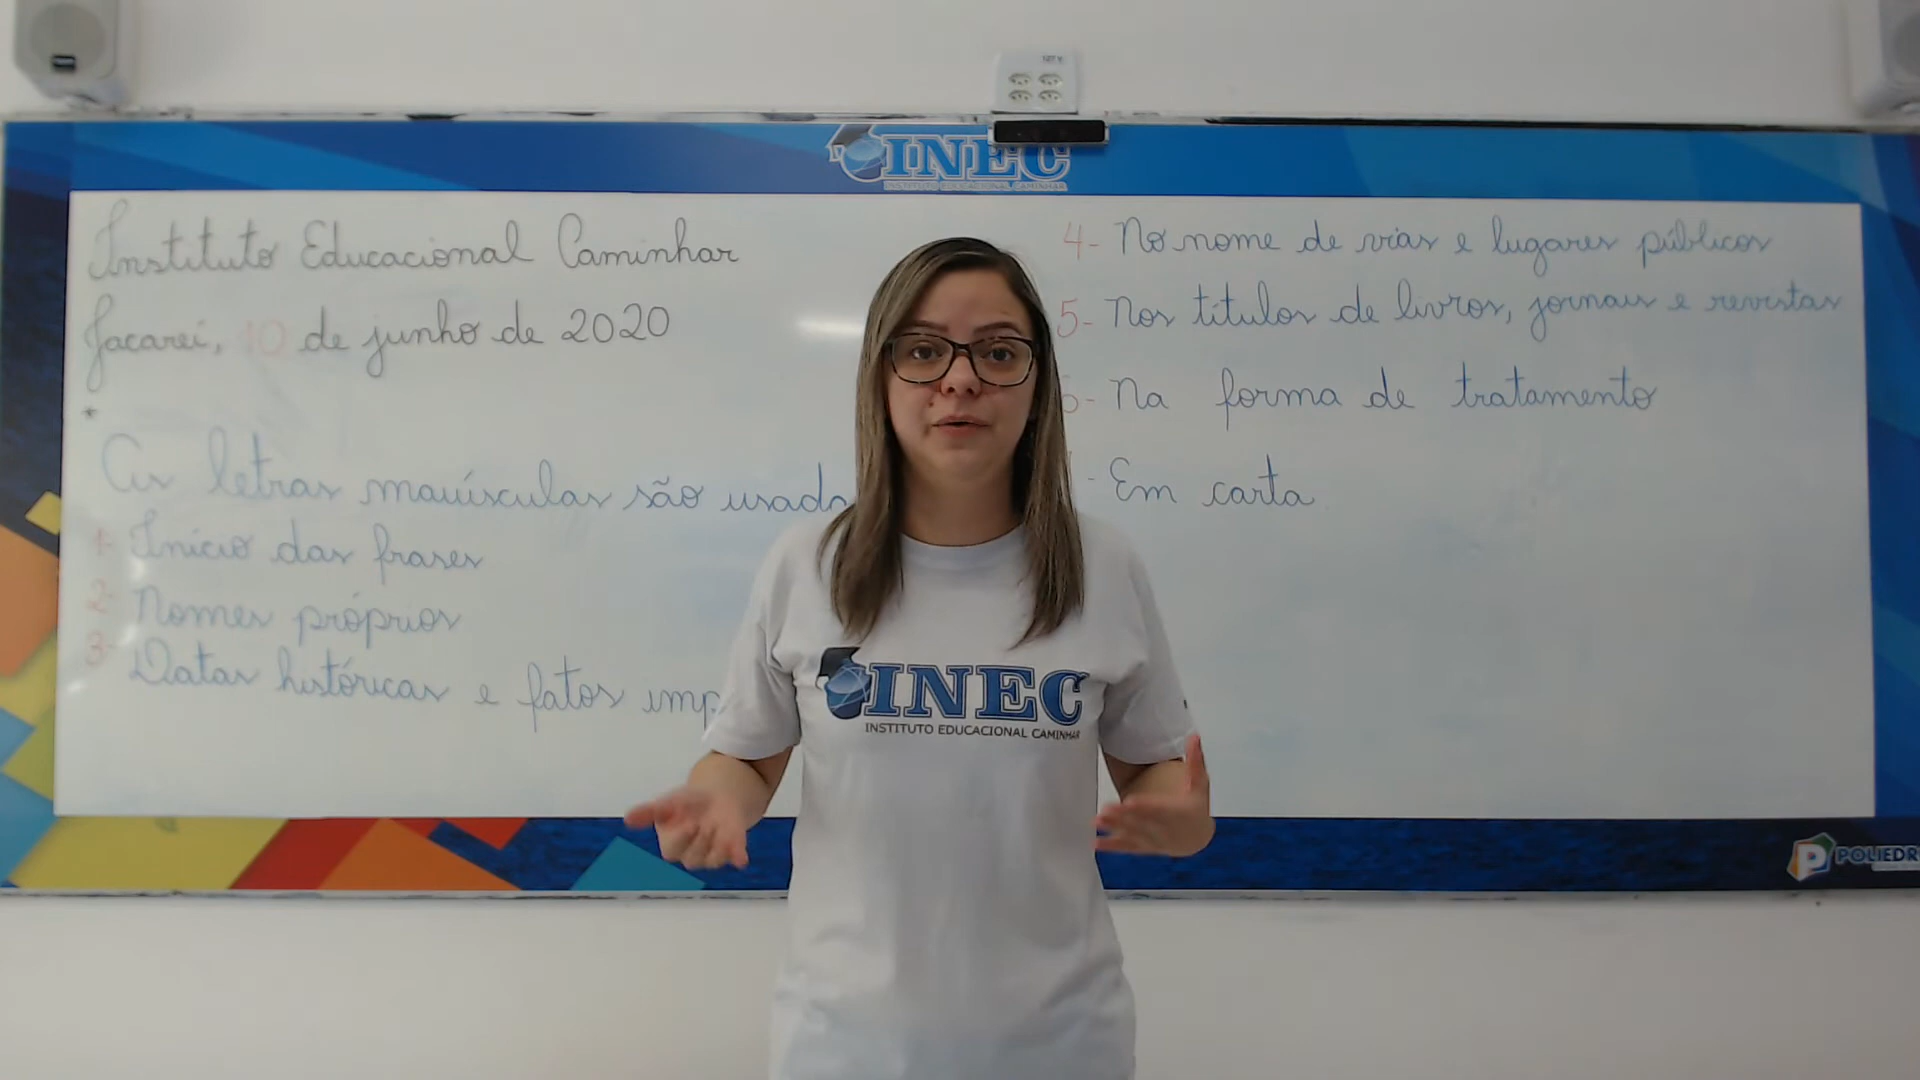 INEC
INSTITUTO EDUCACIONAL CAMINHAR
Instituto Educacional Caminhar
Jacareí, 10 de junho de 2020
*
As letras maiúsculas são usada
1- Início das frases
2- Nomes próprios
3- Datas históricas e fatos imp
4- No nome de vias e lugares públicos
5- Nos títulos de livros, jornais e revistas
6- Na forma de tratamento
- Em carta
INEC
INSTITUTO EDUCACIONAL CAMINHAR
POLIEDR